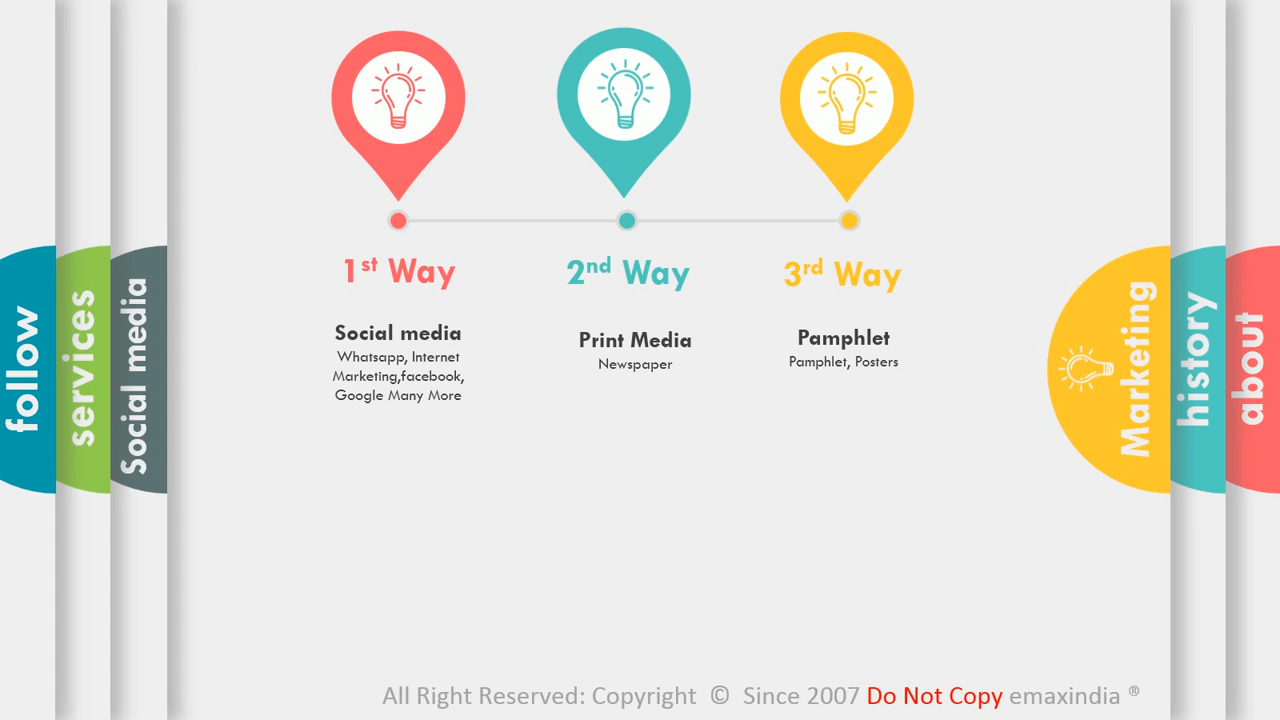 follow
services
Social media
1st Way
2nd Way
3rd Way
Social media
Whatsapp, Internet
Marketing,facebook,
Google Many More
Print Media
Newspaper
Pamphlet
Pamphlet, Posters
Marketing
history
about
All Right Reserved: Copyright © Since 2007 Do Not Copy emaxindia ®